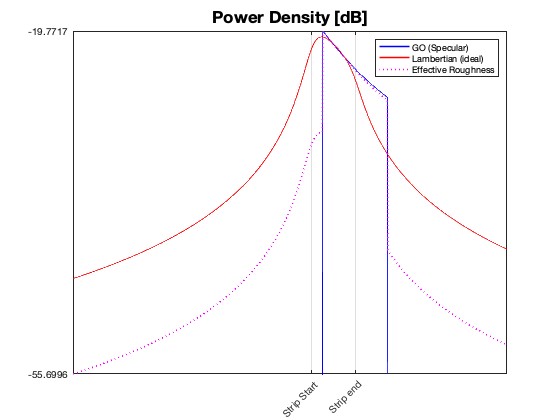 Power Density [dB]
-19.7717
GO (Specular)
Lambertian (ideal)
Effective Roughness
-55.6996
Strip Start
Strip end